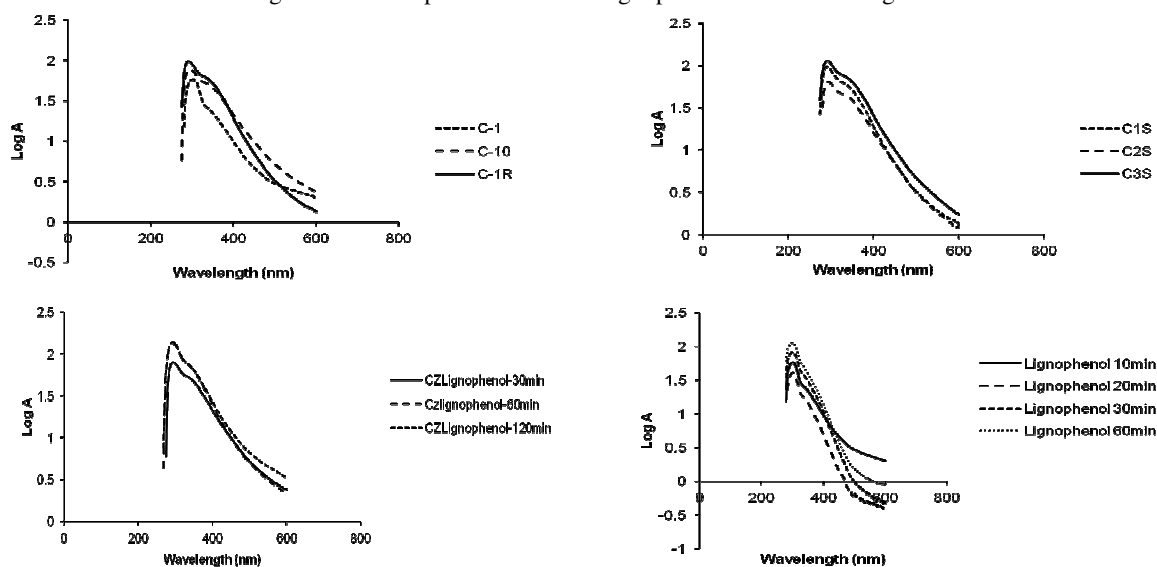 2.5
2
1.5
1
0.5
0
-0.5
0
200
400
600
800
Log A
Wavelength (nm)
C-1
C-10
C-1R
2.5
2
1.5
1
0.5
0
0
200
400
600
800
Log A
Wavelength (nm)
C1S
C2S
C3S
2.5
2
1.5
1
0.5
0
0
200
400
600
800
Log A
Wavelength (nm)
CZLignophenol-30min
Czlignophenol-60min
CZLignophenol-120min
2.5
2
1.5
1
0.5
0
-0.5
-1
0
200
400
600
800
Log A
Wavelength (nm)
Lignophenol 10min
Lignophenol 20min
Lignophenol 30min
Lignophenol 60min